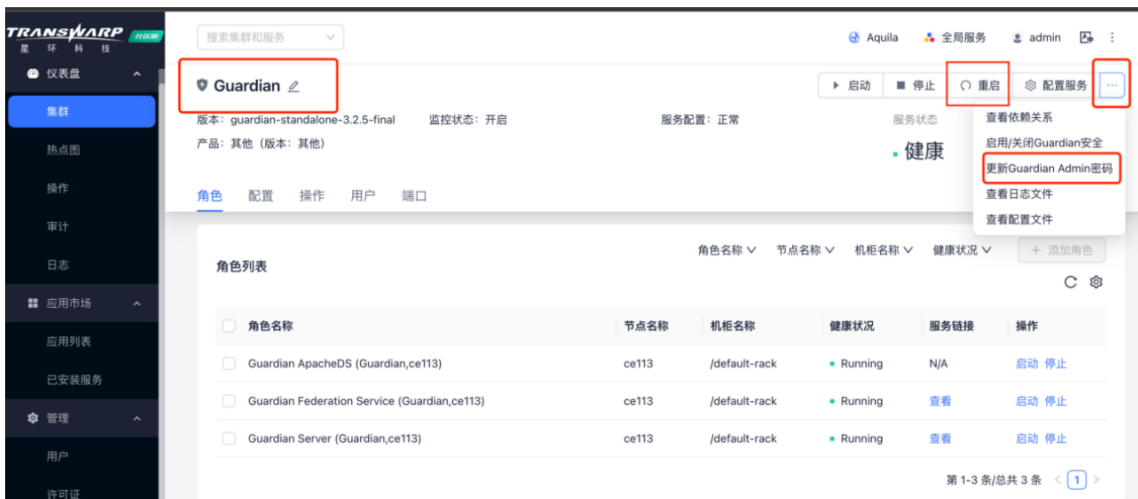 TRANSWARP 社区版
星 环 科 技
搜索集群和服务
Aquila 全局服务 admin
仪表盘
集群
热点图
操作
审计
日志
应用市场
应用列表
已安装服务
管理
用户
许可证
Guardian
启动 停止 重启 配置服务 ...
版本：guardian-standalone-3.2.5-final 监控状态：开启 服务配置：正常 服务状态
产品：其他（版本：其他） 健康
查看依赖关系
启用/关闭Guardian安全
更新Guardian Admin密码
查看日志文件
查看配置文件
角色 配置 操作 用户 端口
角色列表 角色名称 节点名称 机柜名称 健康状况 + 添加角色
角色名称 节点名称 机柜名称 健康状况 服务链接 操作
Guardian ApacheDS (Guardian,ce113) ce113 /default-rack Running N/A 启动 停止
Guardian Federation Service (Guardian,ce113) ce113 /default-rack Running 查看 启动 停止
Guardian Server (Guardian,ce113) ce113 /default-rack Running 查看 启动 停止
第 1-3 条/总共 3 条 < 1 >